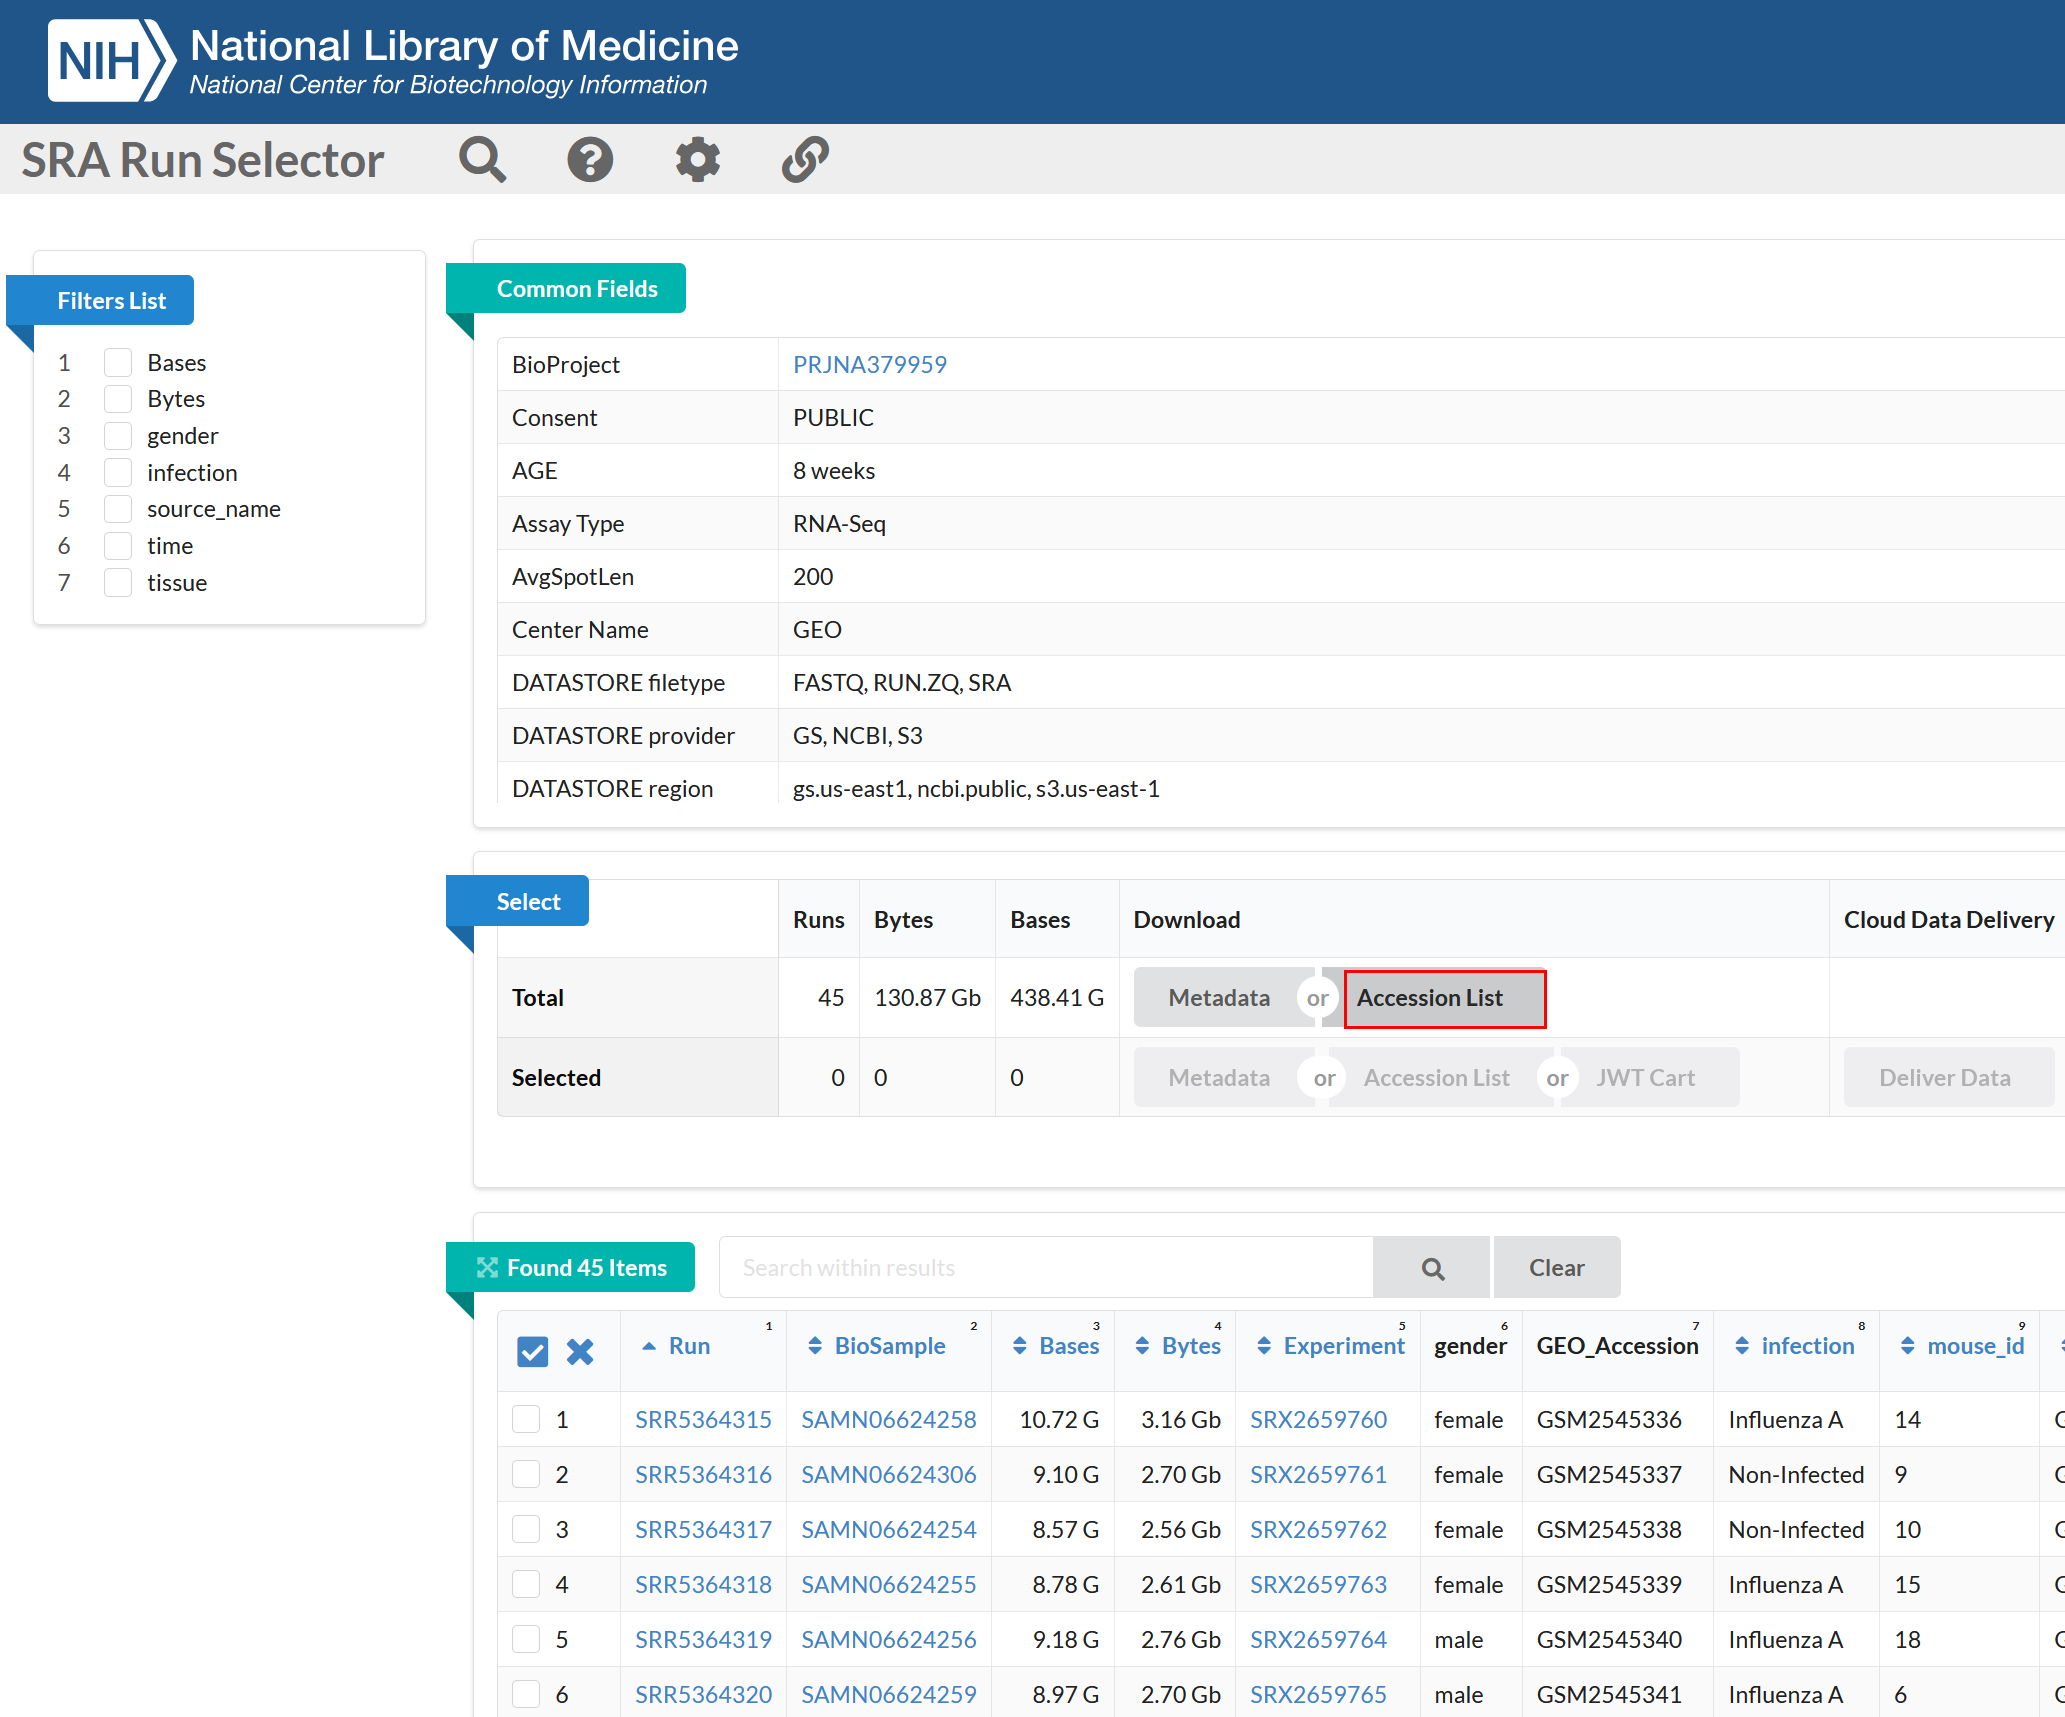 NIH National Library of Medicine
National Center for Biotechnology Information
SRA Run Selector
Filters List
1 Bases
2 Bytes
3 gender
4 infection
5 source_name
6 time
7 tissue
Common Fields
BioProject PRJNA379959
Consent PUBLIC
AGE 8 weeks
Assay Type RNA-Seq
AvgSpotLen 200
Center Name GEO
DATASTORE filetype FASTQ, RUN.ZQ, SRA
DATASTORE provider GS, NCBI, S3
DATASTORE region gs.us-east1, ncbi.public, s3.us-east-1
Select
Runs Bytes Bases Download Cloud Data Delivery
Total 45 130.87 Gb 438.41 G Metadata or Accession List
Selected 0 0 0 Metadata or Accession List or JWT Cart Deliver Data
Found 45 Items Search within results Clear
Run 1 BioSample 2 Bases 3 Bytes 4 Experiment 5 gender 6 GEO_Accession 7 infection 8 mouse_id 9
1 SRR5364315 SAMN06624258 10.72 G 3.16 Gb SRX2659760 female GSM2545336 Influenza A 14
2 SRR5364316 SAMN06624306 9.10 G 2.70 Gb SRX2659761 female GSM2545337 Non-Infected 9
3 SRR5364317 SAMN06624254 8.57 G 2.56 Gb SRX2659762 female GSM2545338 Non-Infected 10
4 SRR5364318 SAMN06624255 8.78 G 2.61 Gb SRX2659763 female GSM2545339 Influenza A 15
5 SRR5364319 SAMN06624256 9.18 G 2.76 Gb SRX2659764 male GSM2545340 Influenza A 18
6 SRR5364320 SAMN06624259 8.97 G 2.70 Gb SRX2659765 male GSM2545341 Influenza A 6